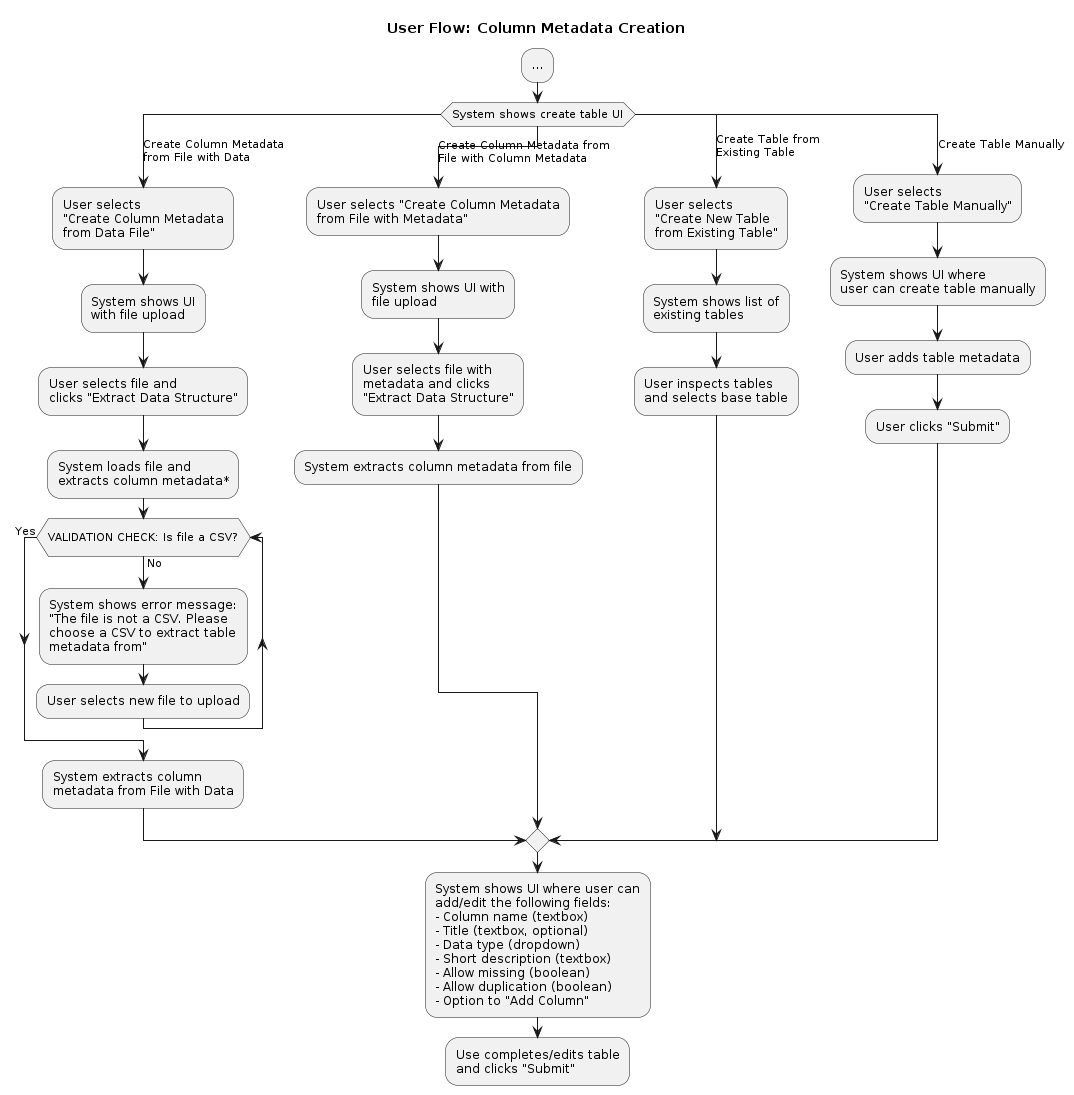 User Flow: Column Metadata Creation
...
System shows create table UI
Create Column Metadata
from File with Data
User selects
"Create Column Metadata
from Data File"
System shows UI
with file upload
User selects file and
clicks "Extract Data Structure"
System loads file and
extracts column metadata*
Yes
VALIDATION CHECK: Is file a CSV?
No
System shows error message:
"The file is not a CSV. Please
choose a CSV to extract table
metadata from"
User selects new file to upload
System extracts column
metadata from File with Data
Create Column Metadata from
File with Column Metadata
User selects "Create Column Metadata
from File with Metadata"
System shows UI with
file upload
User selects file with
metadata and clicks
"Extract Data Structure"
System extracts column metadata from file
Create Table from
Existing Table
User selects
"Create New Table
from Existing Table"
System shows list of
existing tables
User inspects tables
and selects base table
Create Table Manually
User selects
"Create Table Manually"
System shows UI where
user can create table manually
User adds table metadata
User clicks "Submit"
System shows UI where user can
add/edit the following fields:
- Column name (textbox)
- Title (textbox, optional)
- Data type (dropdown)
- Short description (textbox)
- Allow missing (boolean)
- Allow duplication (boolean)
- Option to "Add Column"
Use completes/edits table
and clicks "Submit"